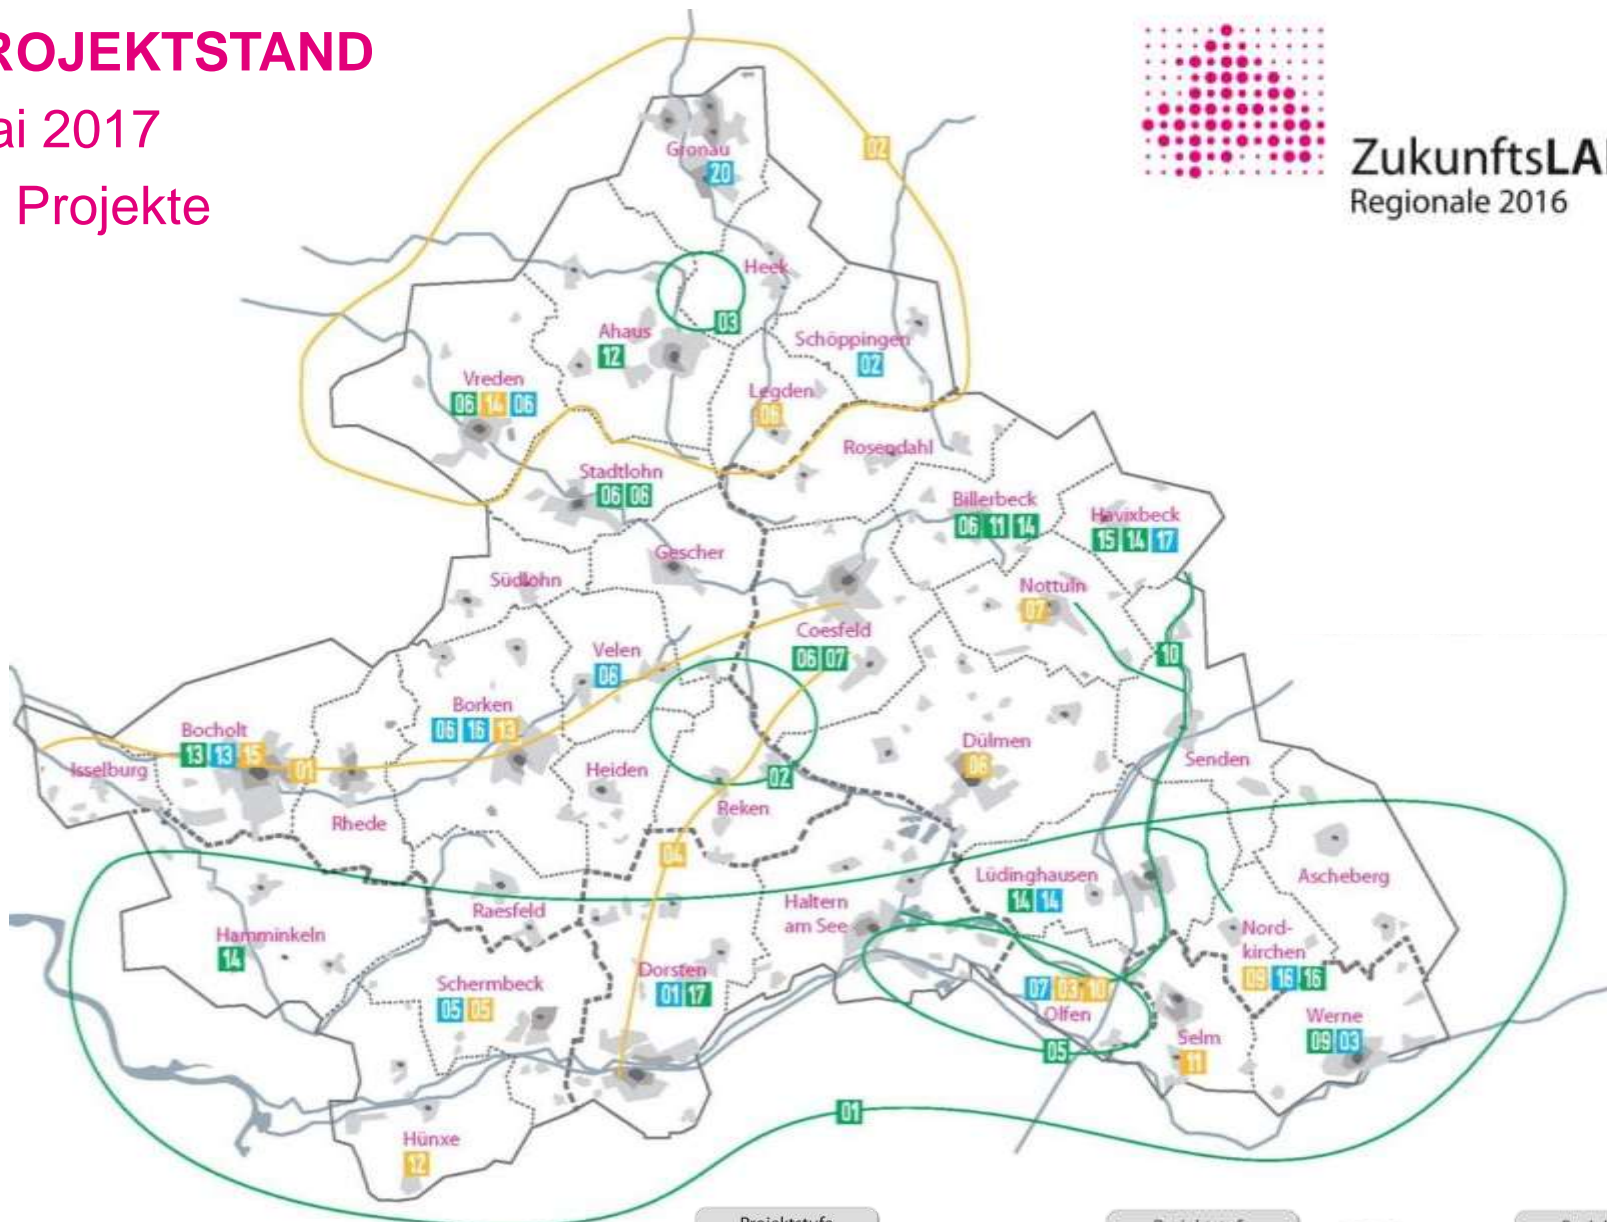 ROJEKTSTAND
ai 2017
Projekte
ZukunftsLA
Regionale 2016
02
Gronau
20
Heek
03
Ahaus
12
Schöppingen
02
Vreden
06 14 06
Legden
06
Rosendahl
Stadtlohn
06 06
Billerbeck
06 11 14
Havixbeck
15 14 17
Gescher
Südlohn
Nottuln
07
Coesfeld
06 07
10
Velen
06
Borken
06 16 13
Bocholt
13 13 15
01
Isselburg
Dülmen
06
Senden
Heiden
02
Reken
Rhede
04
Lüdinghausen
14 14
Ascheberg
Raesfeld
Haltern
am See
Hamminkeln
14
Nord-
kirchen
09 16 16
Schermbeck
05 05
Dorsten
01 17
07 03 10
Olfen
05
Selm
11
Werne
09 03
01
Hünxe
12
Projektstufe